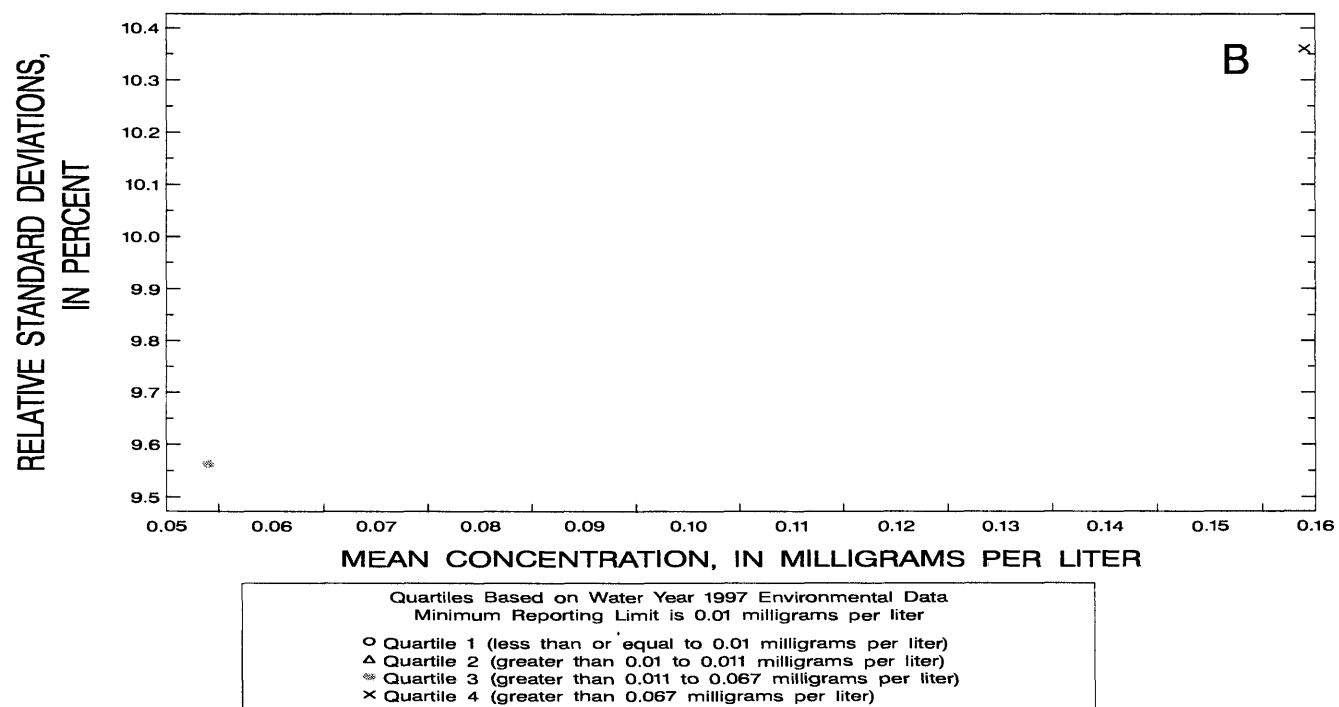 RELATIVE STANDARD DEVIATIONS,
IN PERCENT
10.4
10.3
10.2
10.1
10.0
9.9
9.8
9.7
9.6
9.5
B
0.05 0.06 0.07 0.08 0.09 0.10 0.11 0.12 0.13 0.14 0.15 0.16
MEAN CONCENTRATION, IN MILLIGRAMS PER LITER
Quartiles Based on Water Year 1997 Environmental Data
Minimum Reporting Limit is 0.01 milligrams per liter
Quartile 1 (less than or equal to 0.01 milligrams per liter)
Quartile 2 (greater than 0.01 to 0.011 milligrams per liter)
Quartile 3 (greater than 0.011 to 0.067 milligrams per liter)
Quartile 4 (greater than 0.067 milligrams per liter)